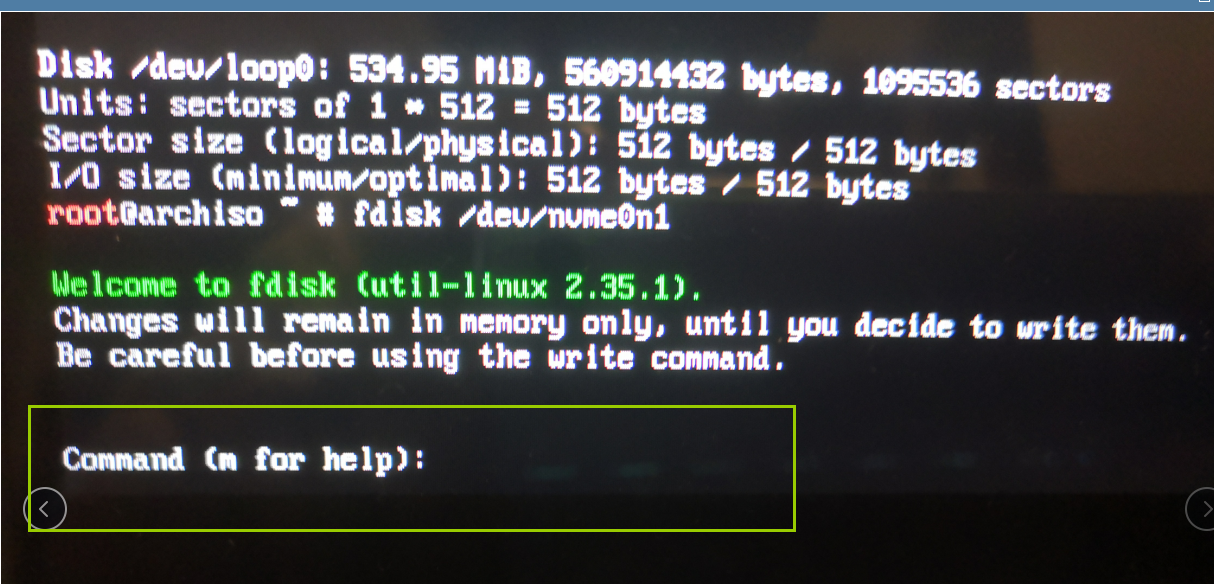 Disk /dev/loop0: 534.95 MiB, 560914432 bytes, 1095536 sectors
Units: sectors of 1 * 512 = 512 bytes
Sector size (logical/physical): 512 bytes / 512 bytes
I/O size (minimum/optimal): 512 bytes / 512 bytes
root@archiso ~ # fdisk /dev/nvme0n1
Welcome to fdisk (util-linux 2.35.1).
Changes will remain in memory only, until you decide to write them.
Be careful before using the write command.
Command (m for help):